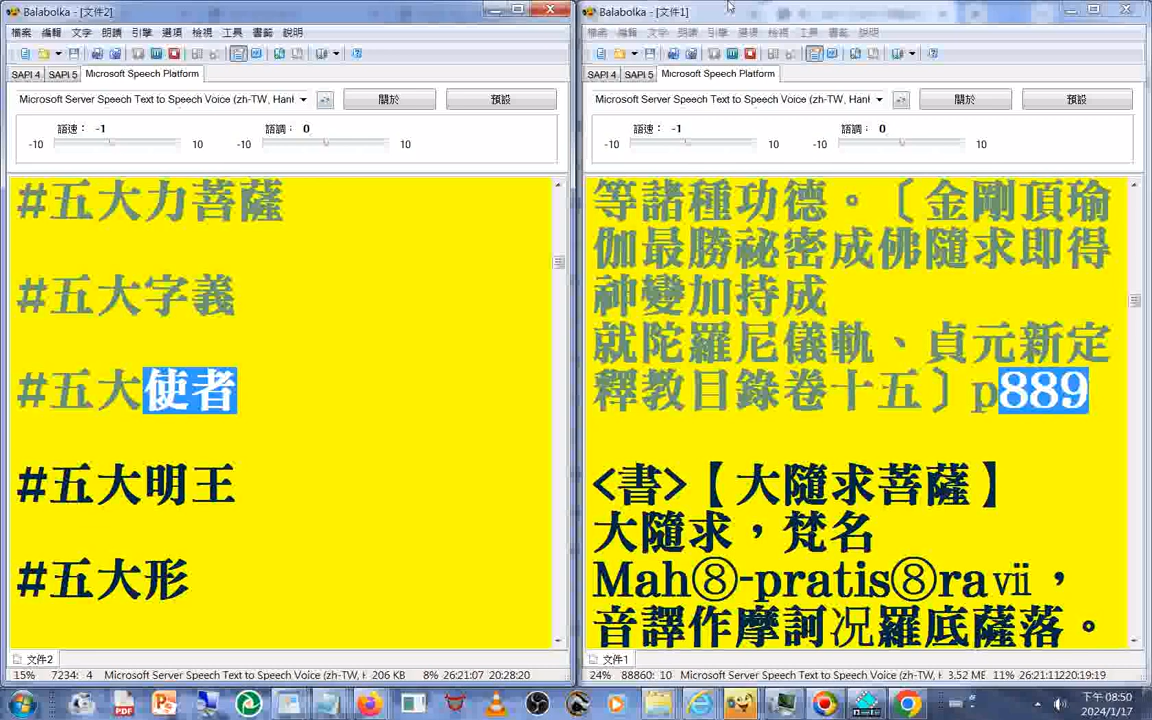 Balabolka - [文件2]
檔案 編輯 文字 朗讀 引擎 選項 檢視 工具 書籤 說明
SAPI 4 SAPI 5 Microsoft Speech Platform
Microsoft Server Speech Text to Speech Voice (zh-TW, Hanl
關於
預設
語速： -1
語調： 0
-10 10 -10 10
#五大力菩薩
#五大字義
#五大使者
#五大明王
#五大形
文件2
15% 7234: 4 Microsoft Server Speech Text to Speech Voice (zh-TW, H 206 KB 8% 26:21:07 20:28:20
Balabolka - [文件1]
檔案 編輯 文字 朗讀 引擎 選項 檢視 工具 書籤 說明
SAPI 4 SAPI 5 Microsoft Speech Platform
Microsoft Server Speech Text to Speech Voice (zh-TW, Hanl
關於
預設
語速： -1
語調： 0
-10 10 -10 10
等諸種功德。〔金剛頂瑜
伽最勝祕密成佛隨求即得
神變加持成
就陀羅尼儀軌、貞元新定
釋教目錄卷十五〕p889
<書>【大隨求菩薩】
大隨求，梵名
Mah⑧-pratis⑧raⅶ，
音譯作摩訶况羅底薩落。
文件1
24% 88860: 10 Microsoft Server Speech Text to Speech Voice (zh-TW, H 3.52 ME 11% 26:21:11220:19:19
下午 08:50
2024/1/17